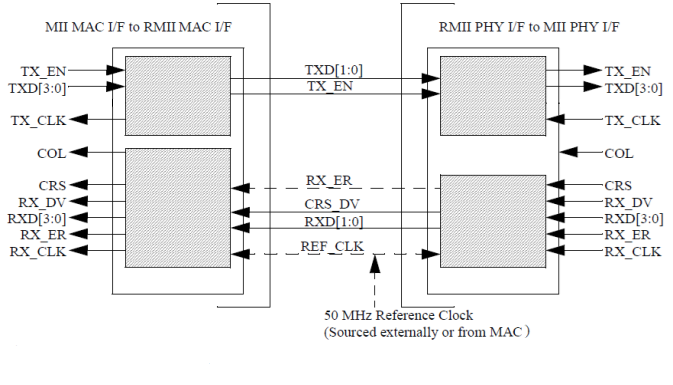 MII MAC I/F to RMII MAC I/F
RMII PHY I/F to MII PHY I/F
TX_EN
TXD[3:0]
TX_CLK
COL
CRS
RX_DV
RXD[3:0]
RX_ER
RX_CLK
TXD[1:0]
TX_EN
RX_ER
CRS_DV
RXD[1:0]
REF_CLK
TX_EN
TXD[3:0]
TX_CLK
COL
CRS
RX_DV
RXD[3:0]
RX_ER
RX_CLK
50 MHz Reference Clock
(Sourced externally or from MAC)